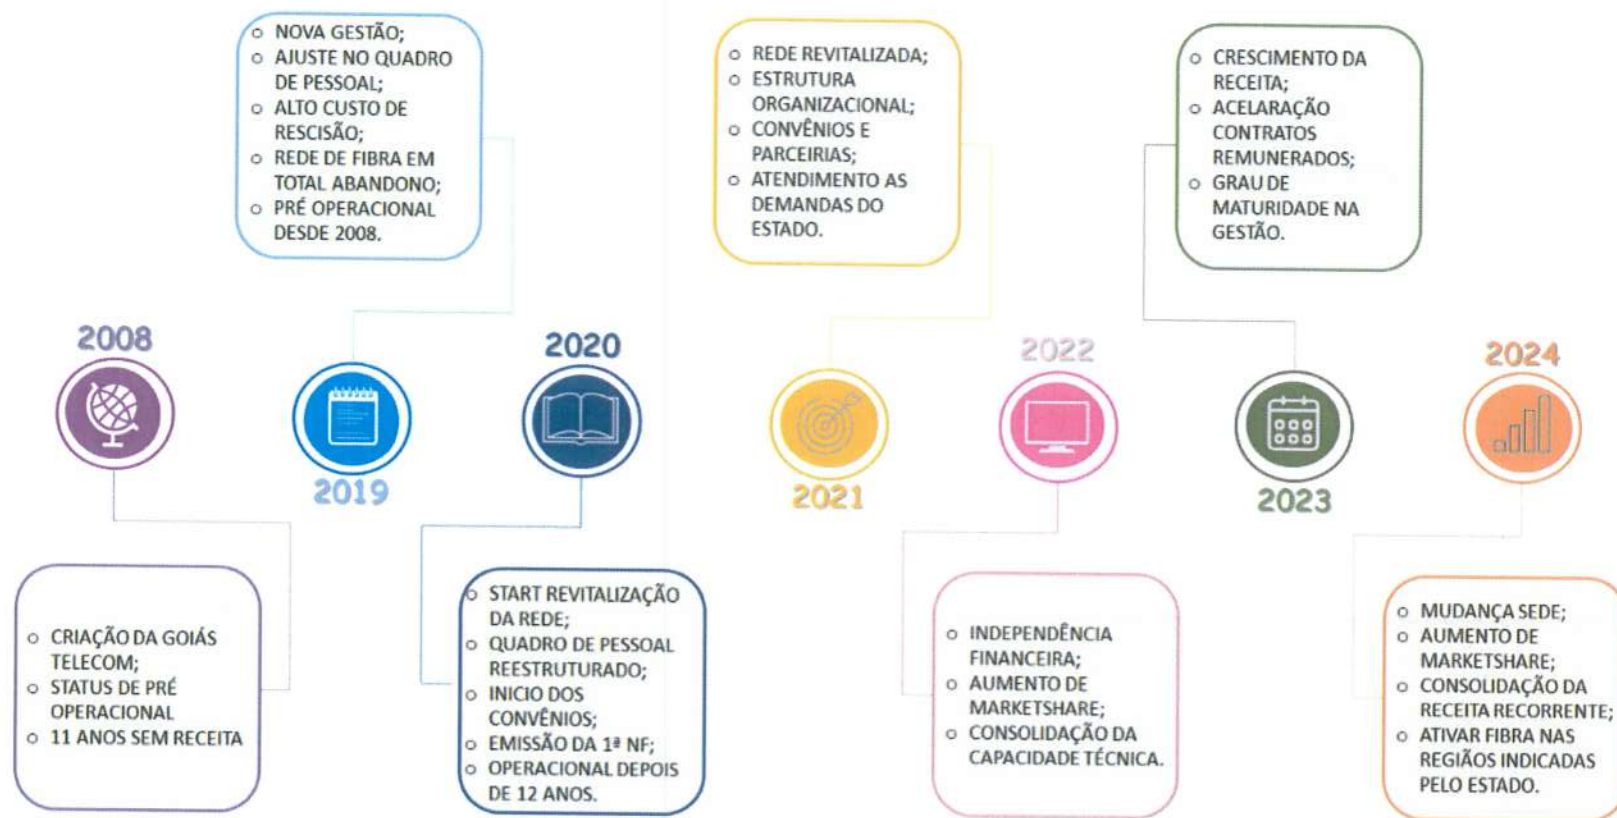 2008
○ CRIAÇÃO DA GOIÁS
TELECOM;
○ STATUS DE PRÉ
OPERACIONAL
○ 11 ANOS SEM RECEITA
2019
○ NOVA GESTÃO;
○ AJUSTE NO QUADRO
DE PESSOAL;
○ ALTO CUSTO DE
RESCISÃO;
○ REDE DE FIBRA EM
TOTAL ABANDONO;
○ PRÉ OPERACIONAL
DESDE 2008.
2020
○ START REVITALIZAÇÃO
DA REDE;
○ QUADRO DE PESSOAL
REESTRUTURADO;
○ INICIO DOS
CONVÊNIOS;
○ EMISSÃO DA 1ª NF;
○ OPERACIONAL DEPOIS
DE 12 ANOS.
2021
○ REDE REVITALIZADA;
○ ESTRUTURA
ORGANIZACIONAL;
○ CONVÊNIOS E
PARCEIRIAS;
○ ATENDIMENTO AS
DEMANDAS DO
ESTADO.
2022
○ INDEPENDÊNCIA
FINANCEIRA;
○ AUMENTO DE
MARKETSHARE;
○ CONSOLIDAÇÃO DA
CAPACIDADE TÉCNICA.
2023
○ CRESCIMENTO DA
RECEITA;
○ ACELARAÇÃO
CONTRATOS
REMUNERADOS;
○ GRAU DE
MATURIDADE NA
GESTÃO.
2024
○ MUDANÇA SEDE;
○ AUMENTO DE
MARKETSHARE;
○ CONSOLIDAÇÃO DA
RECEITA RECORRENTE;
○ ATIVAR FIBRA NAS
REGIÃOS INDICADAS
PELO ESTADO.